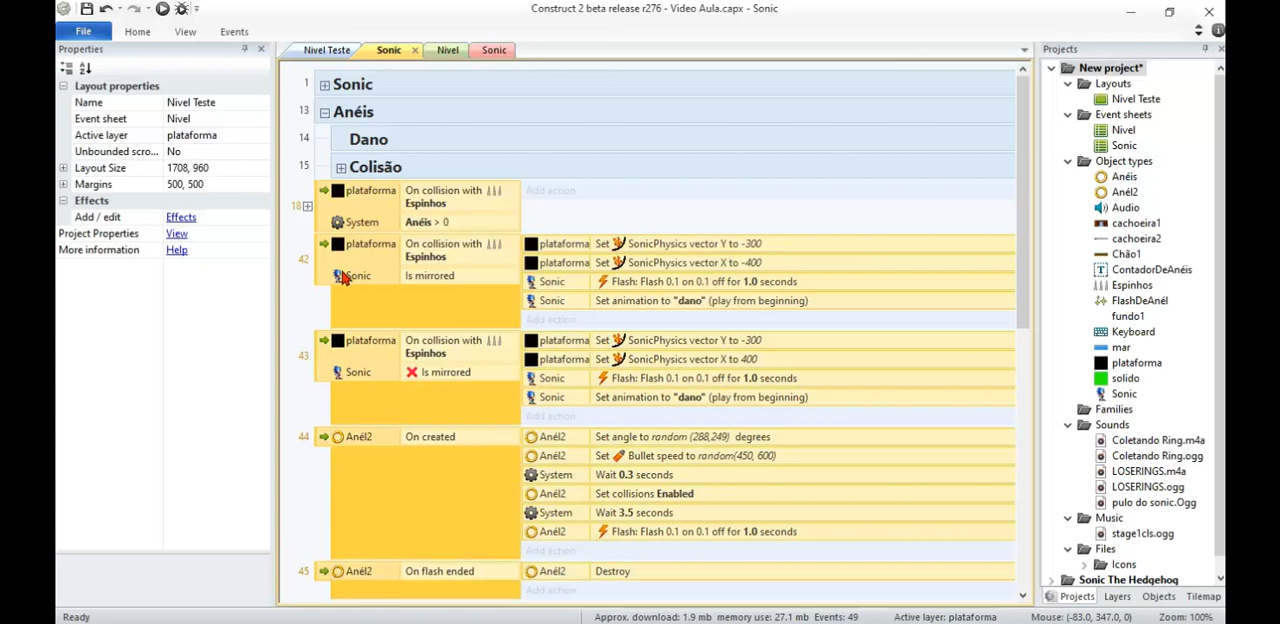 Construct 2 beta release r276 - Video Aula.capx - Sonic
File Home View Events
Properties
Layout properties
Name Nivel Teste
Event sheet Nivel
Active layer plataforma
Unbounded scro... No
Layout Size 1708, 960
Margins 500, 500
Effects
Add / edit Effects
Project Properties View
More information Help
Nivel Teste Sonic Nivel Sonic
1 Sonic
13 Anéis
14 Dano
15 Colisão
18 plataforma On collision with Espinhos Add action
System Anéis > 0
42 plataforma On collision with Espinhos
Sonic Is mirrored
plataforma Set SonicPhysics vector Y to -300
plataforma Set SonicPhysics vector X to -400
Sonic Flash: Flash 0.1 on 0.1 off for 1.0 seconds
Sonic Set animation to "dano" (play from beginning)
Add action
43 plataforma On collision with Espinhos
Sonic Is mirrored
plataforma Set SonicPhysics vector Y to -300
plataforma Set SonicPhysics vector X to 400
Sonic Flash: Flash 0.1 on 0.1 off for 1.0 seconds
Sonic Set animation to "dano" (play from beginning)
Add action
44 Anél2 On created
Anél2 Set angle to random (288,249) degrees
Anél2 Set Bullet speed to random(450, 600)
System Wait 0.3 seconds
Anél2 Set collisions Enabled
System Wait 3.5 seconds
Anél2 Flash: Flash 0.1 on 0.1 off for 1.0 seconds
Add action
45 Anél2 On flash ended Anél2 Destroy
Add action
Projects
New project*
Layouts
Nivel Teste
Event sheets
Nivel
Sonic
Object types
Anéis
Anél2
Audio
cachoeira1
cachoeira2
Chão1
ContadorDeAnéis
Espinhos
FlashDeAnél
fundo1
Keyboard
mar
plataforma
solido
Sonic
Families
Sounds
Coletando Ring.m4a
Coletando Ring.ogg
LOSERINGS.m4a
LOSERINGS.ogg
pulo do sonic.Ogg
Music
stage1cls.ogg
Files
Icons
Sonic The Hedgehog
Projects Layers Objects Tilemap
Ready Approx. download: 1.9 mb memory use: 27.1 mb Events: 49 Active layer: plataforma Mouse: (-83.0, 347.0, 0) Zoom: 100%